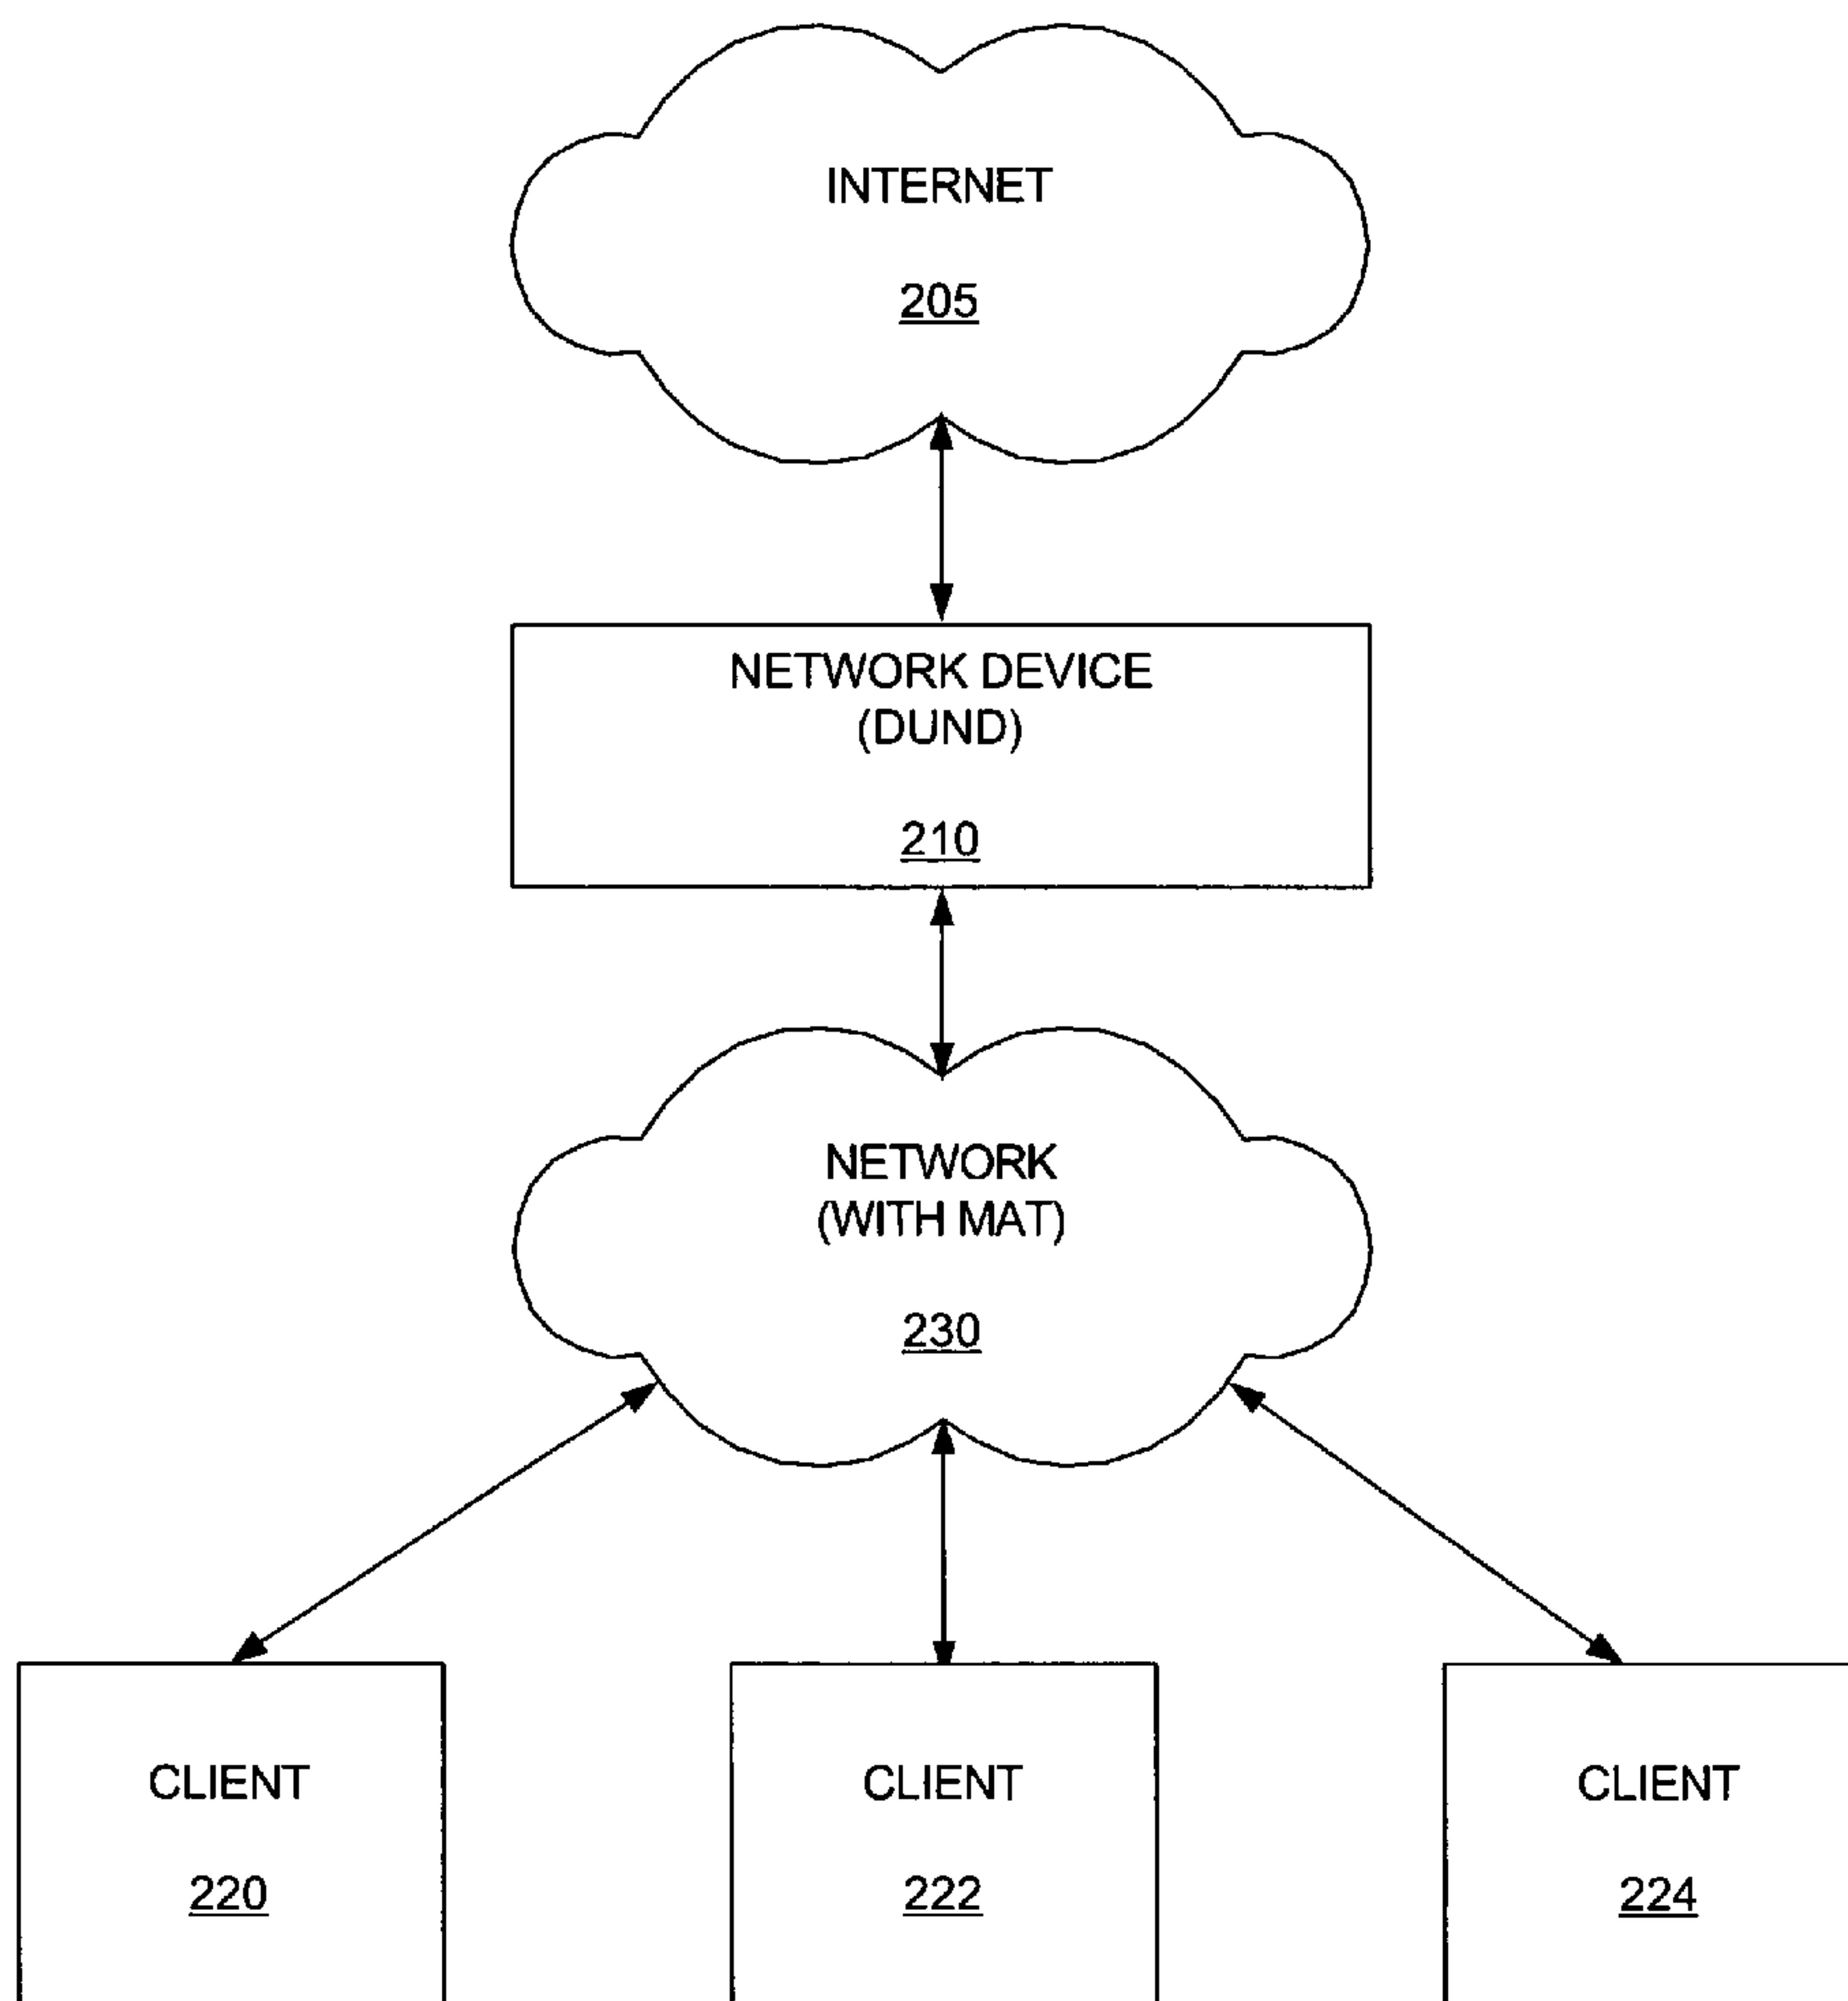 INTERNET
205
NETWORK DEVICE
(DUND)
210
NETWORK
(WITH MAT)
230
CLIENT
220
CLIENT
222
CLIENT
224